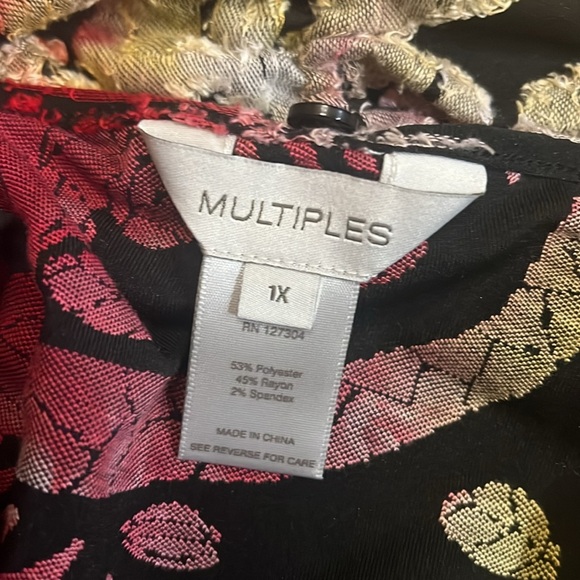 MULTIPLES
1X
RN 127304
53% Polyester
45% Rayon
2% Spandex
MADE IN CHINA
SEE REVERSE FOR CARE